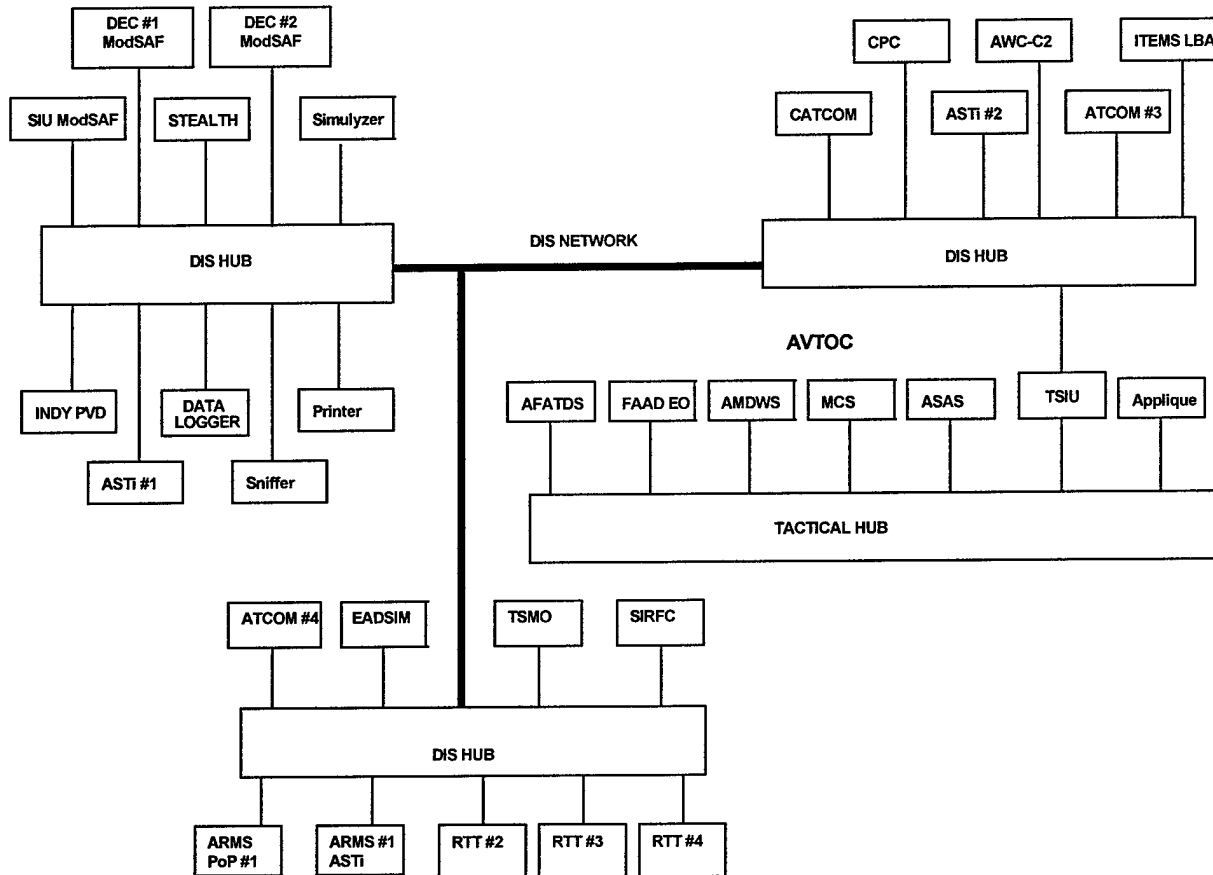 DEC #1
ModSAF
DEC #2
ModSAF
SIU ModSAF
STEALTH
Simulyzer
DIS HUB
INDY PVD
DATA
LOGGER
Printer
ASTi #1
Sniffer
DIS NETWORK
CPC
AWC-C2
ITEMS LBA
CATCOM
ASTi #2
ATCOM #3
DIS HUB
AVTOC
AFATDS
FAAD EO
AMDWS
MCS
ASAS
TSIU
Applique
TACTICAL HUB
ATCOM #4
EADSIM
TSMO
SIRFC
DIS HUB
ARMS
PoP #1
ARMS #1
ASTi
RTT #2
RTT #3
RTT #4